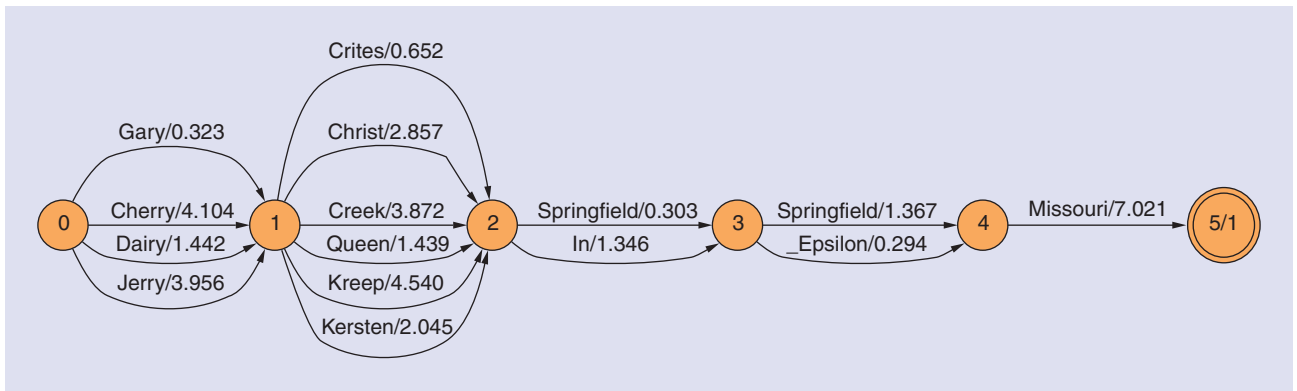 Crites/0.652
Gary/0.323
Christ/2.857
0
Cherry/4.104
1
Creek/3.872
2
Springfield/0.303
3
Springfield/1.367
4
Missouri/7.021
5/1
Dairy/1.442
Queen/1.439
In/1.346
_Epsilon/0.294
Jerry/3.956
Kreep/4.540
Kersten/2.045